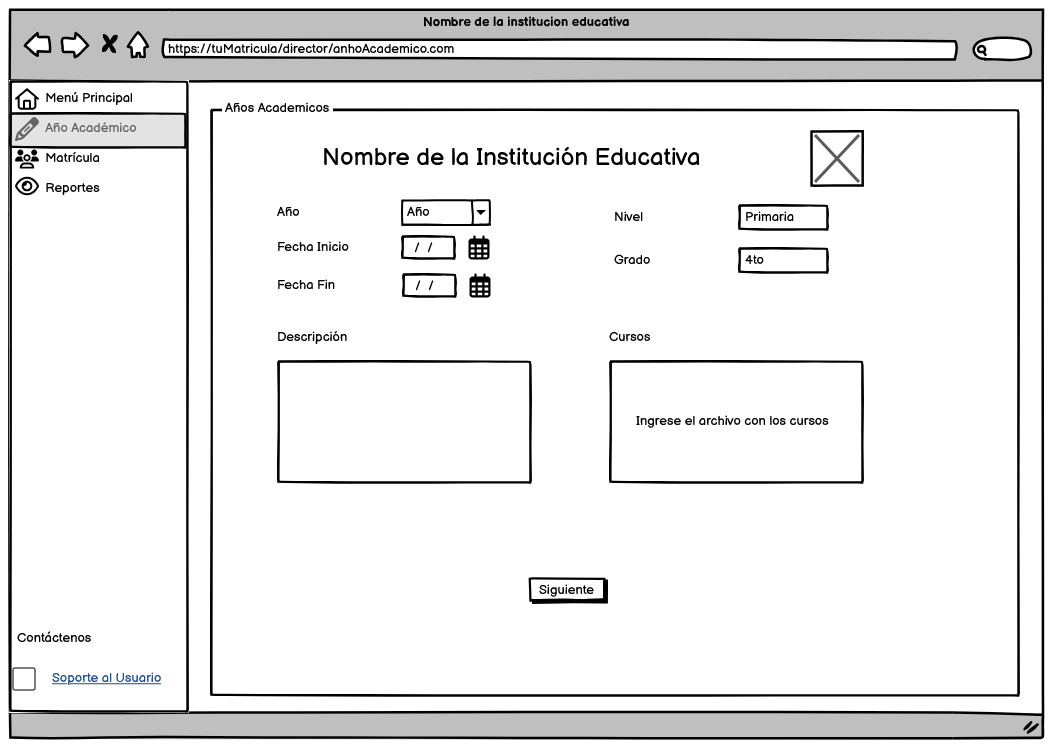 Nombre de la institucion educativa
https://tuMatricula/director/anhoAcademico.com
Menú Principal
Año Académico
Matrícula
Reportes
Años Academicos
Nombre de la Institución Educativa
Año
Año
Nivel
Primaria
Fecha Inicio
/ /
Grado
4to
Fecha Fin
/ /
Descripción
Cursos
Ingrese el archivo con los cursos
Siguiente
Contáctenos
Soporte al Usuario